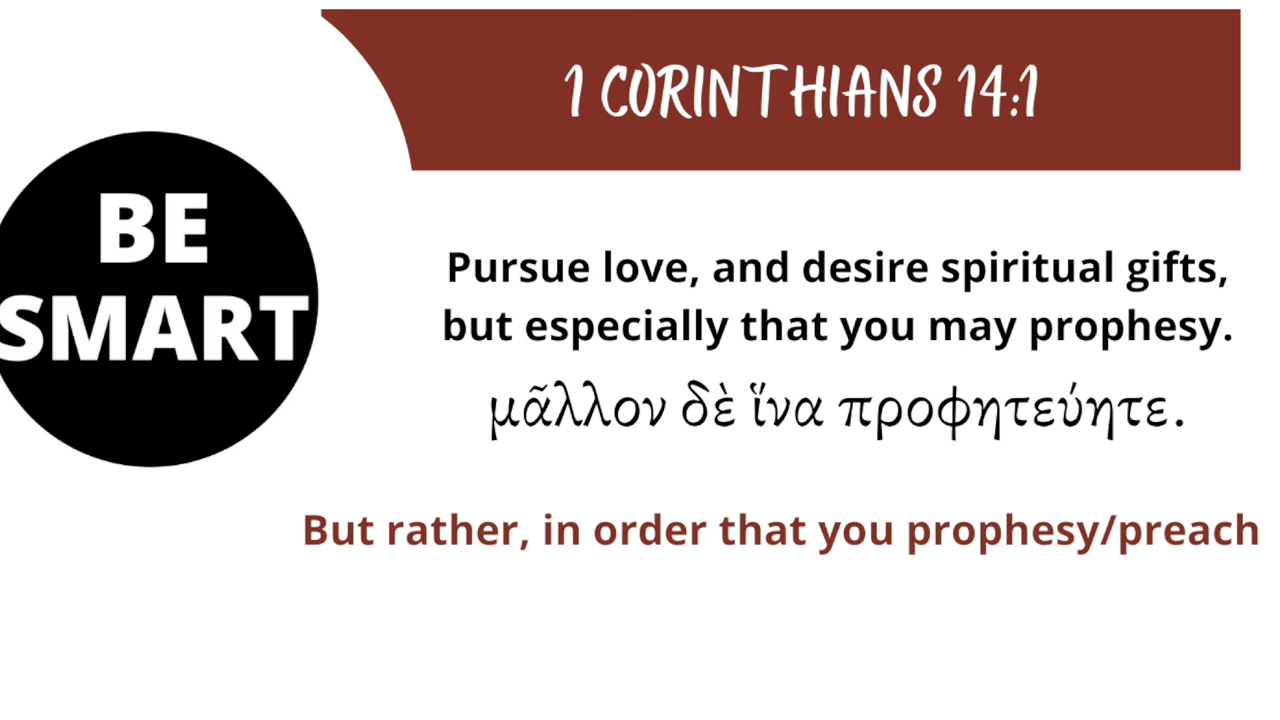 1 CORINTHIANS 14:1
BE
SMART
Pursue love, and desire spiritual gifts,
but especially that you may prophesy.
μᾶλλον δὲ ἵνα προφητεύητε.
But rather, in order that you prophesy/preach